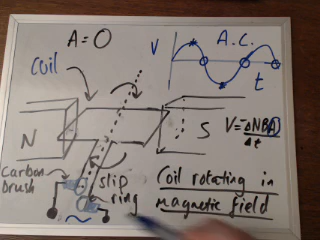 A = O
A.C.
V
Coil
t
N
S
V = -ΔNBA
Δt
Carbon
brush
slip
ring
Coil rotating in
magnetic field
~